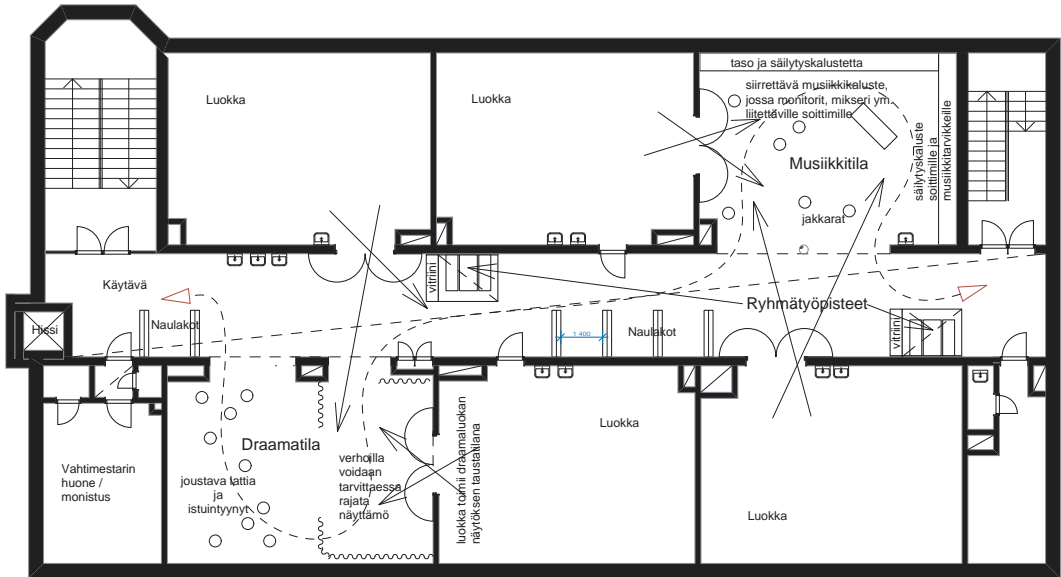 taso ja säilytyskalustetta
siirrettävä musiikkikaluste,
jossa monitorit, mikseri ym.
liitettäville soittimille
Luokka
Luokka
Musiikkitila
säilytyskaluste
soittimille ja
musiikkitarvikkeille
jakkarat
Käytävä
vitriini
Ryhmätyöpisteet
Hissi
Naulakot
1 400
Naulakot
vitriini
Draamatila
Luokka
verhoilla
voidaan
tarvittaessa
rajata
näyttämö
luokka toimii draamaluokan
näytöksen taustatilana
Vahtimestarin
huone /
monistus
joustava lattia
ja
istuintyynyt
Luokka